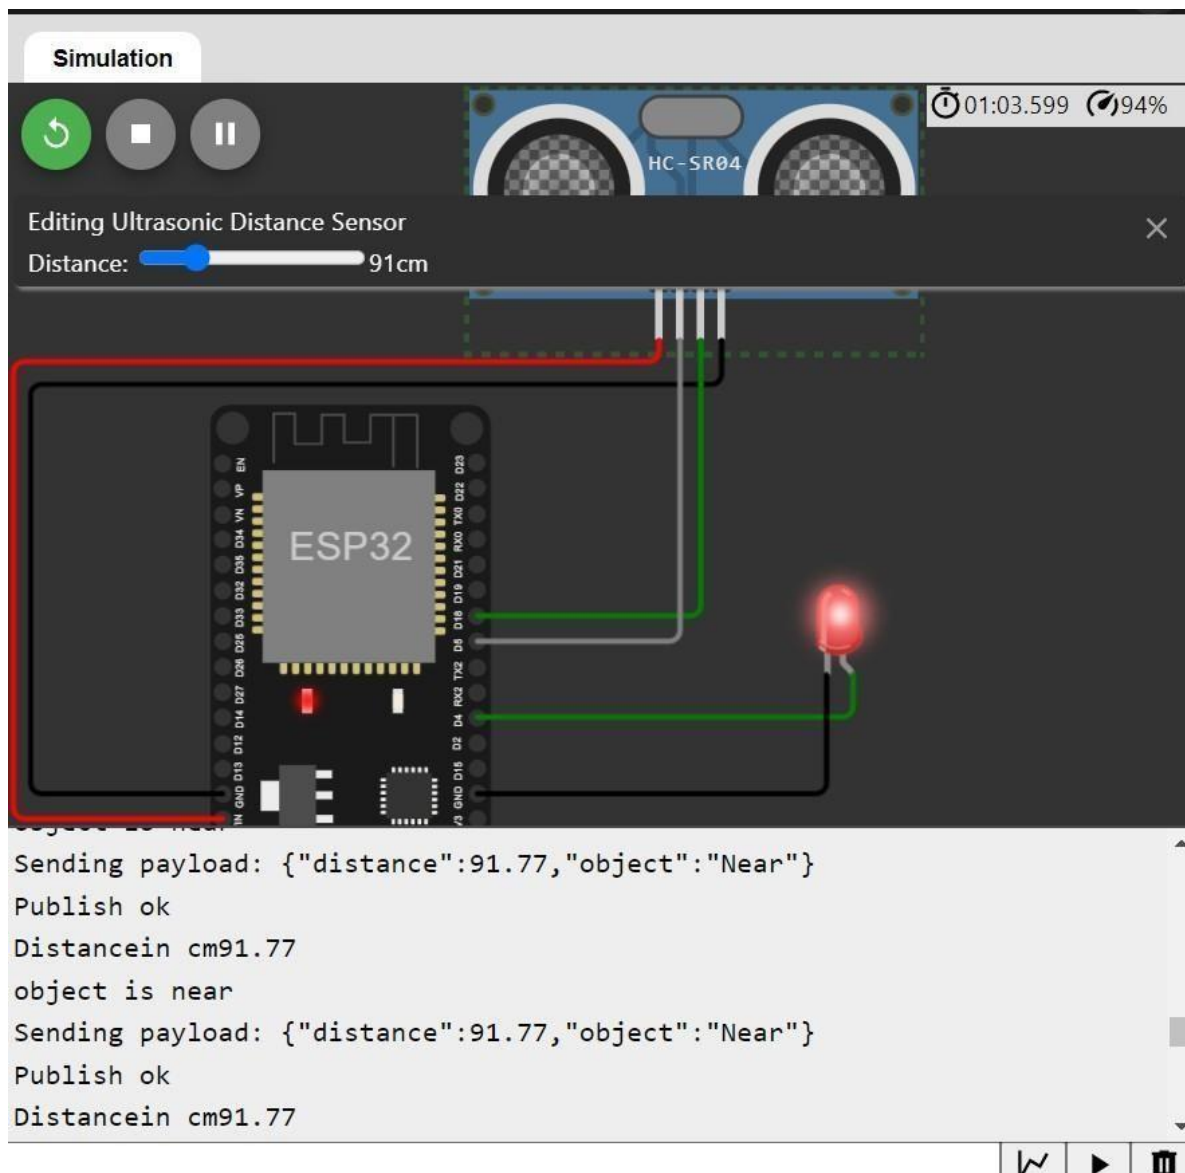 Simulation
01:03.599 94%
HC-SR04
Editing Ultrasonic Distance Sensor
Distance: 91cm
ESP32
EN
VP
VN
D34
D35
D32
D33
D25
D26
D27
D14
D12
D13
GND
D23
D22
TX0
RX0
D21
D19
D18
D5
TX2
RX2
D4
D2
D15
GND
object is near
Sending payload: {"distance":91.77,"object":"Near"}
Publish ok
Distancein cm91.77
object is near
Sending payload: {"distance":91.77,"object":"Near"}
Publish ok
Distancein cm91.77